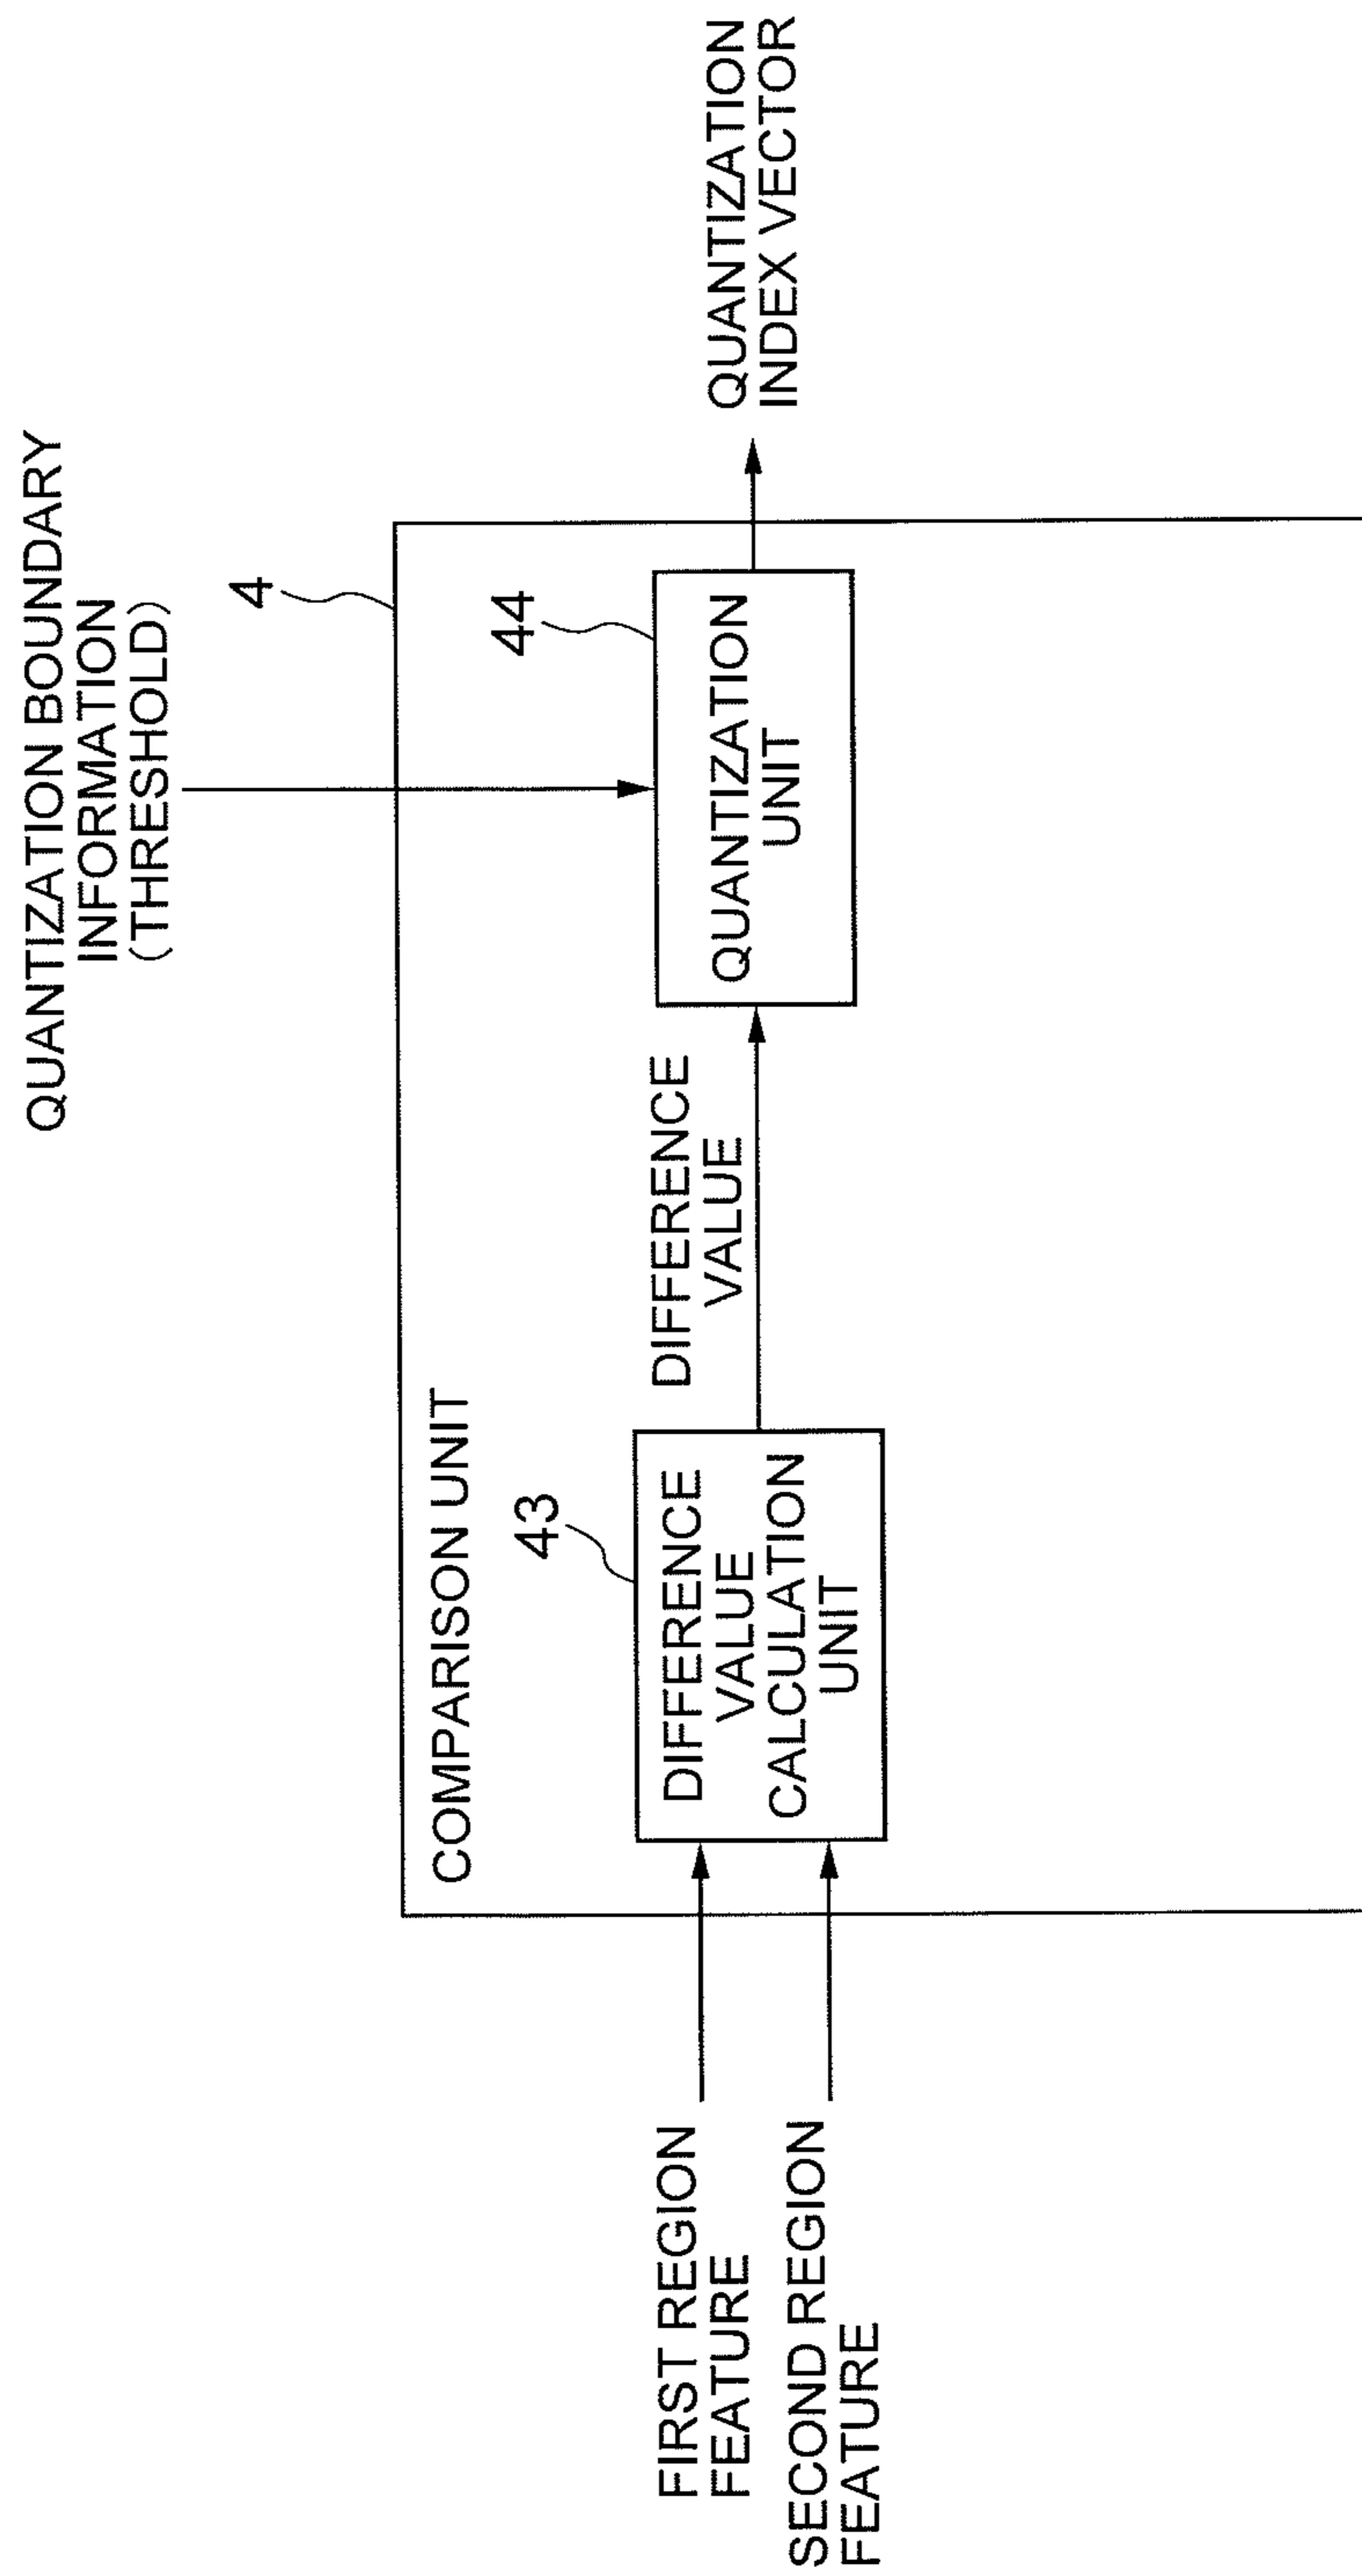 QUANTIZATION BOUNDARY
INFORMATION
(THRESHOLD)
4
COMPARISON UNIT
43
44
FIRST REGION
FEATURE
SECOND REGION
FEATURE
DIFFERENCE
VALUE
CALCULATION
UNIT
DIFFERENCE
VALUE
QUANTIZATION
UNIT
QUANTIZATION
INDEX VECTOR